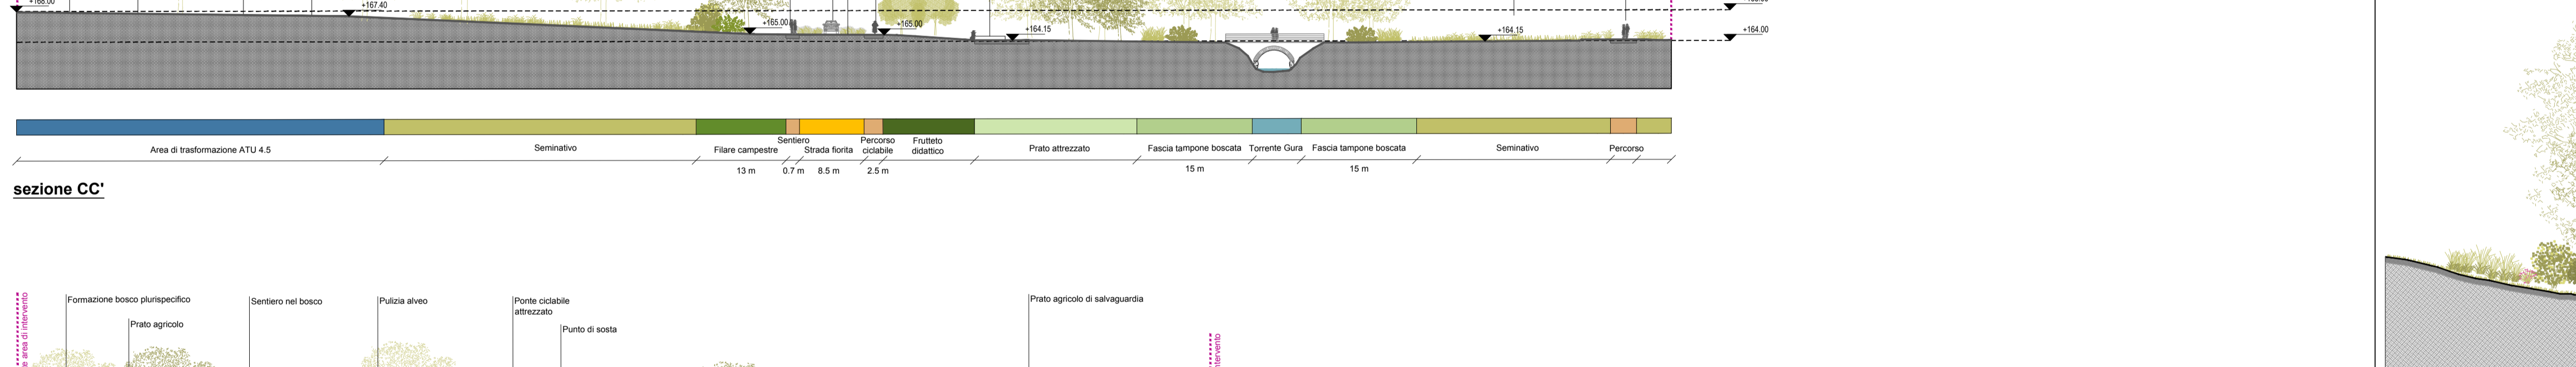 +168.00
+167.40
+165.00
+165.00
+164.15
+164.15
+164.00
Area di trasformazione ATU 4.5
Seminativo
Filare campestre
Sentiero
Strada fiorita
Percorso
ciclabile
Frutteto
didattico
Prato attrezzato
Fascia tampone boscata
Torrente Gura
Fascia tampone boscata
Seminativo
Percorso
13 m
0.7 m
8.5 m
2.5 m
15 m
15 m
sezione CC'
area di intervento
Formazione bosco plurispecifico
Prato agricolo
Sentiero nel bosco
Pulizia alveo
Ponte ciclabile
attrezzato
Punto di sosta
Prato agricolo di salvaguardia